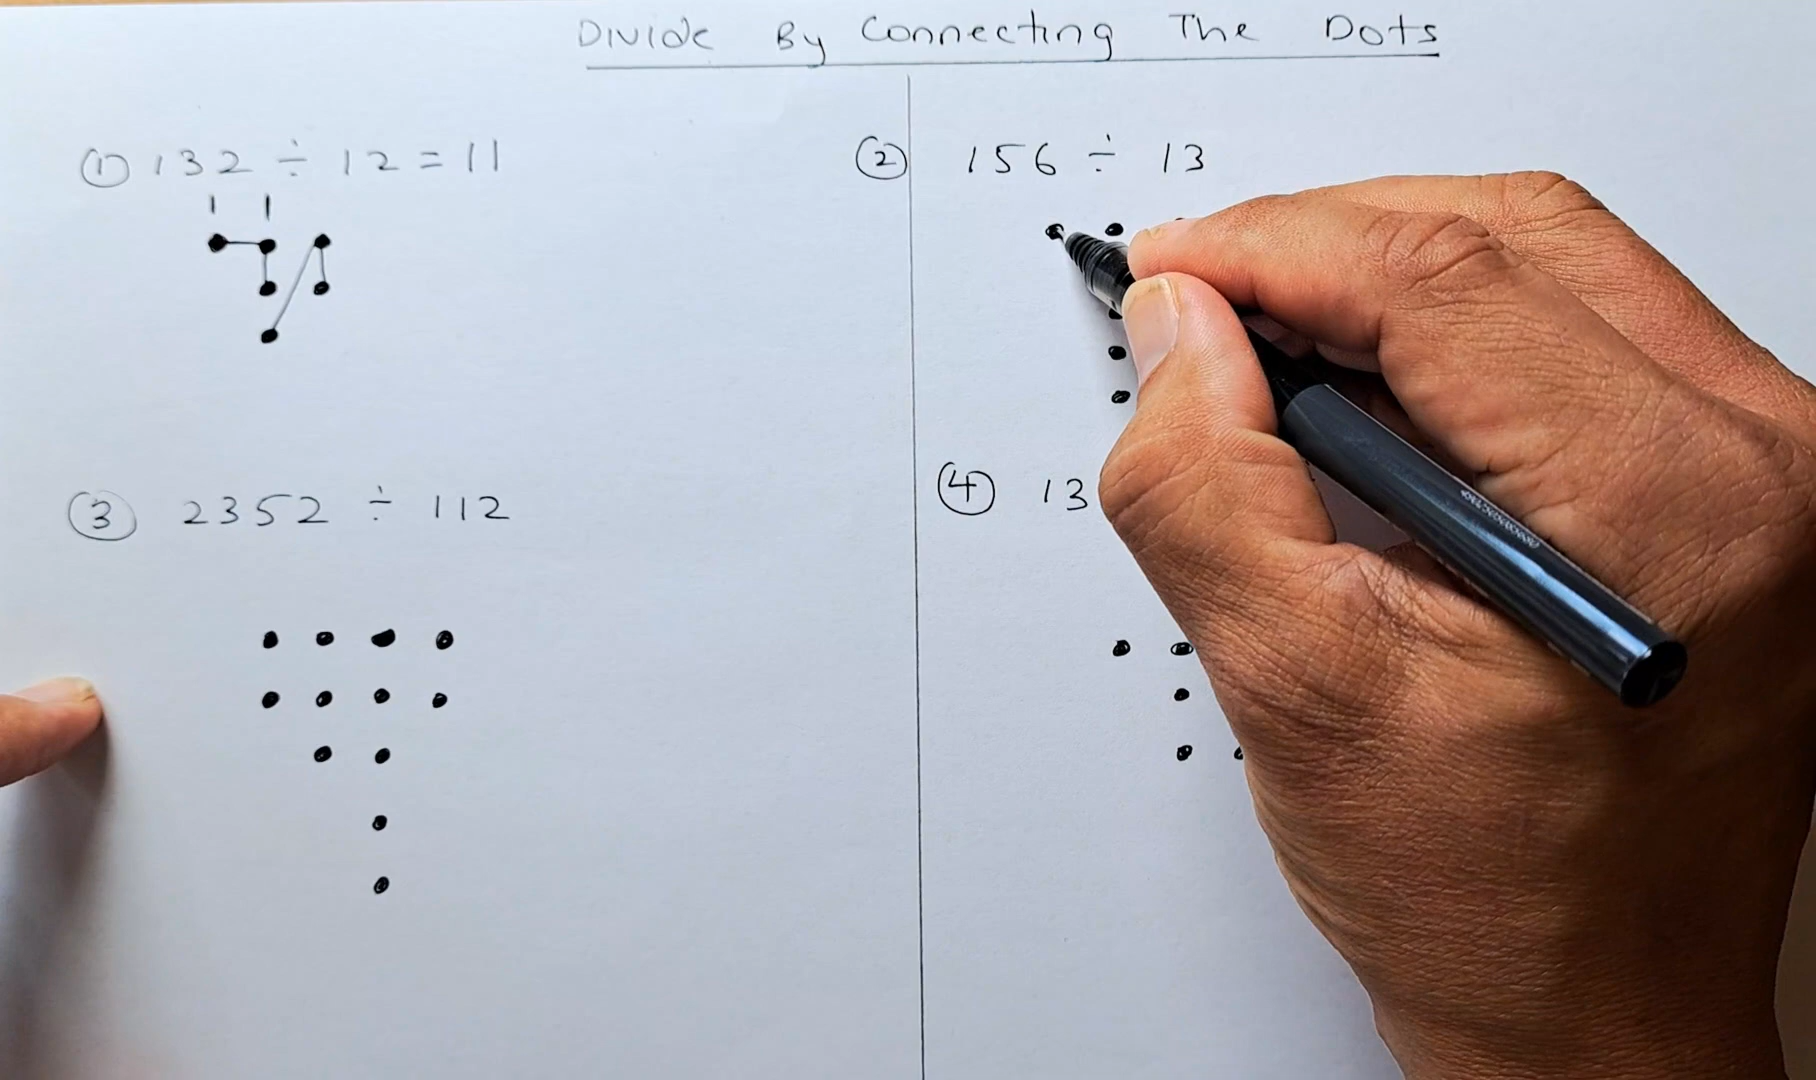 Divide By Connecting The Dots
① 132 ÷ 12 = 11
1 1
② 156 ÷ 13
③ 2352 ÷ 112
④ 13